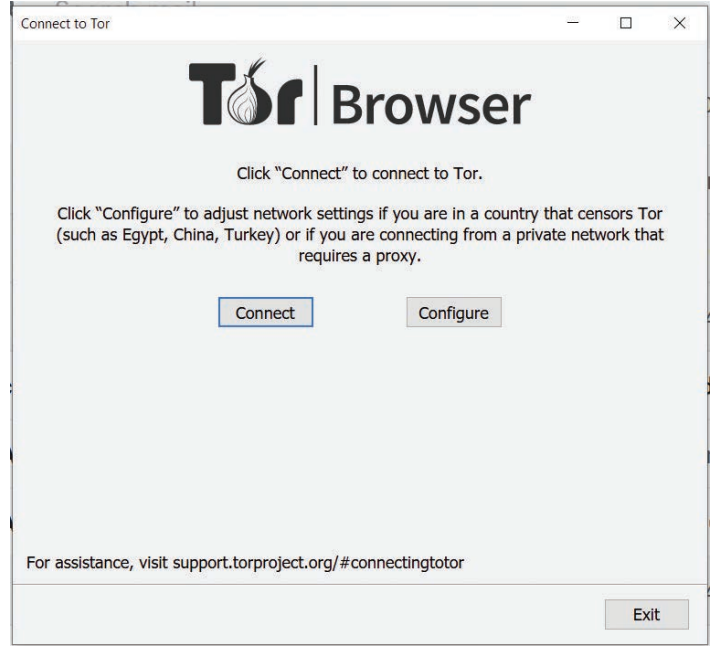 Connect to Tor
Tor Browser
Click “Connect” to connect to Tor.
Click “Configure” to adjust network settings if you are in a country that censors Tor
(such as Egypt, China, Turkey) or if you are connecting from a private network that
requires a proxy.
Connect Configure
For assistance, visit support.torproject.org/#connectingtotor
Exit